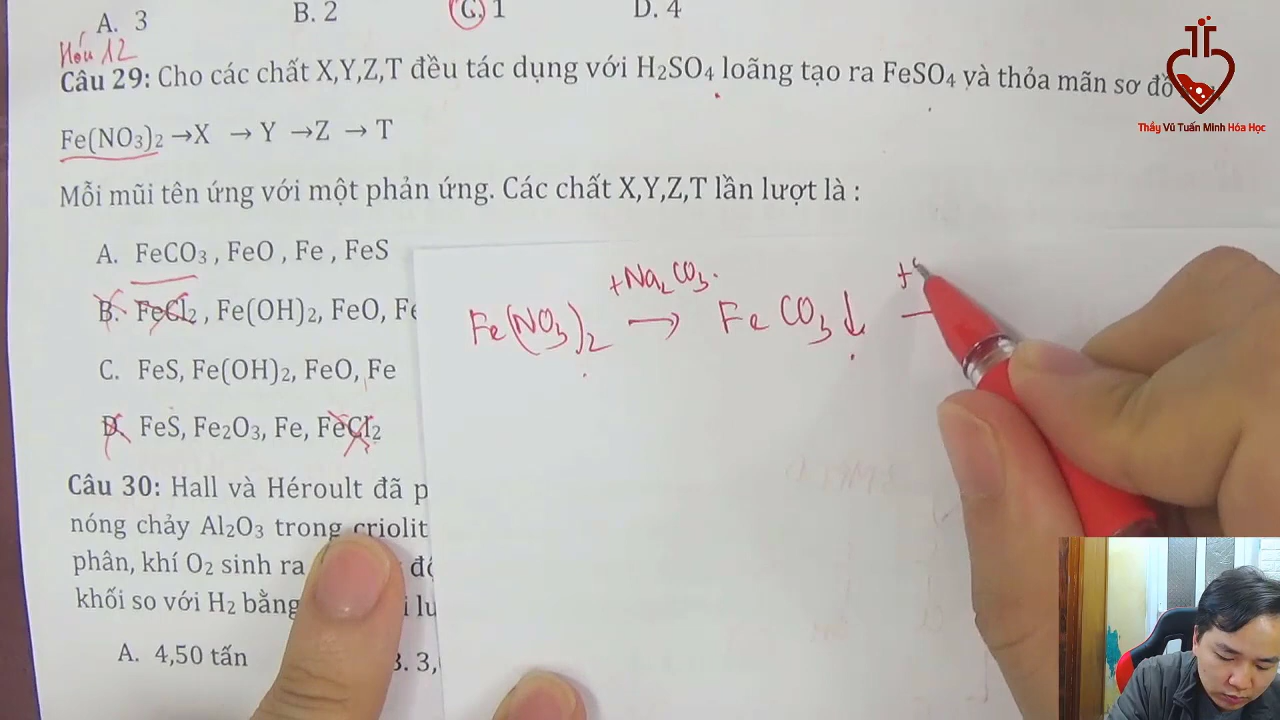 A. 3 B. 2 C. 1 D. 4
Câu 29: Cho các chất X,Y,Z,T đều tác dụng với H₂SO₄ loãng tạo ra FeSO₄ và thỏa mãn sơ đồ
Thầy Vũ Tuấn Minh Hóa Học
Fe(NO₃)₂ →X → Y →Z → T
Mỗi mũi tên ứng với một phản ứng. Các chất X,Y,Z,T lần lượt là :
A. FeCO₃ , FeO , Fe , FeS
B. FeCl₂ , Fe(OH)₂, FeO, Fe
C. FeS, Fe(OH)₂, FeO, Fe
D. FeS, Fe₂O₃, Fe, FeCl₂
+Na₂CO₃.
Fe(NO₃)₂ → FeCO₃↓ →
Câu 30: Hall và Héroult đã
nóng chảy Al₂O₃ trong criolit
phân, khí O₂ sinh ra
khối so với H₂ bằng
A. 4,50 tấn B. 3,